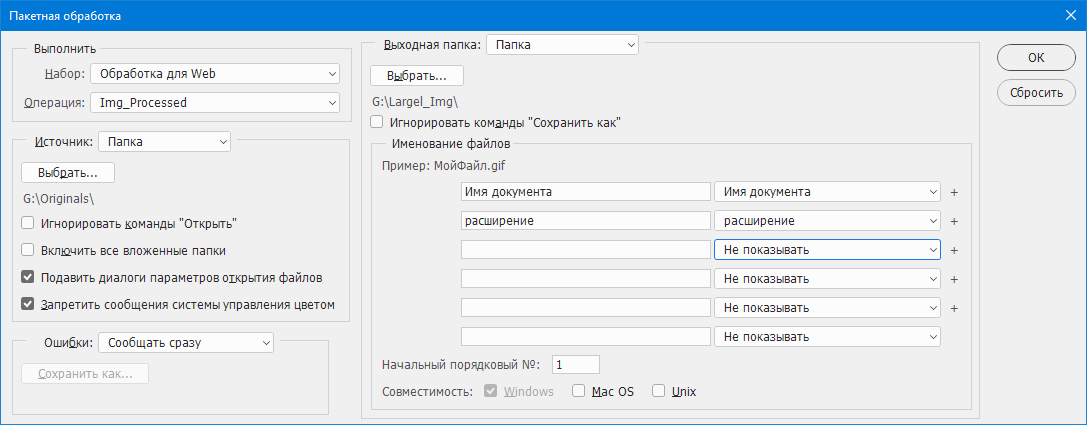 Пакетная обработка
Выполнить
Набор: Обработка для Web
Операция: Img_Processed
Источник: Папка
Выбрать...
G:\Originals\
Игнорировать команды "Открыть"
Включить все вложенные папки
Подавить диалоги параметров открытия файлов
Запретить сообщения системы управления цветом
Ошибки: Сообщать сразу
Сохранить как...
Выходная папка: Папка
Выбрать...
G:\Largel_Img\
Игнорировать команды "Сохранить как"
Именование файлов
Пример: МойФайл.gif
Имя документа Имя документа +
расширение расширение +
Не показывать +
Не показывать +
Не показывать +
Не показывать
Начальный порядковый №: 1
Совместимость: Windows Mac OS Unix
ОК
Сбросить